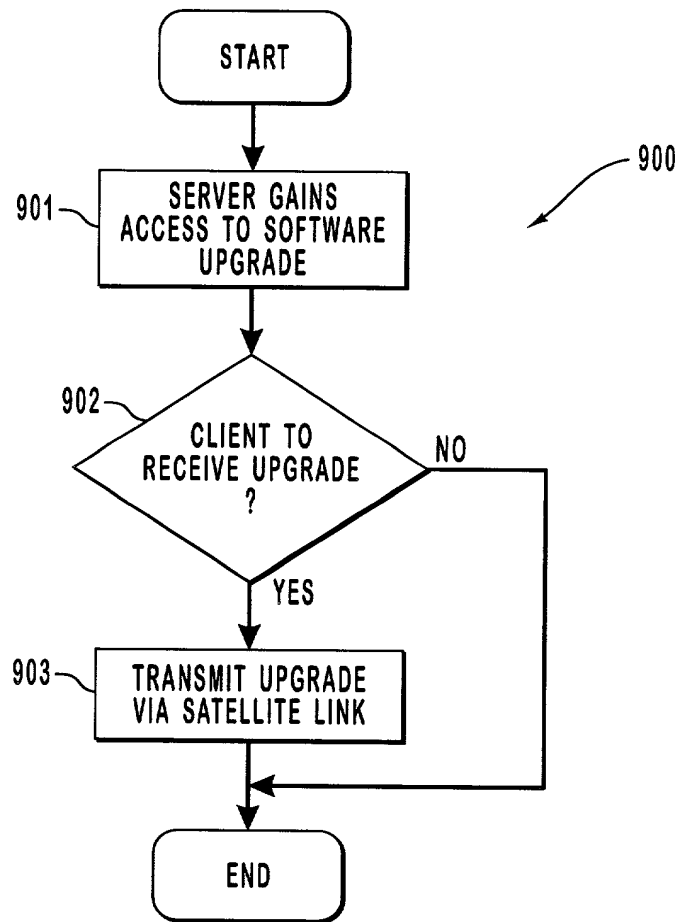 START
900
901
SERVER GAINS
ACCESS TO SOFTWARE
UPGRADE
902
CLIENT TO
RECEIVE UPGRADE
?
NO
YES
903
TRANSMIT UPGRADE
VIA SATELLITE LINK
END